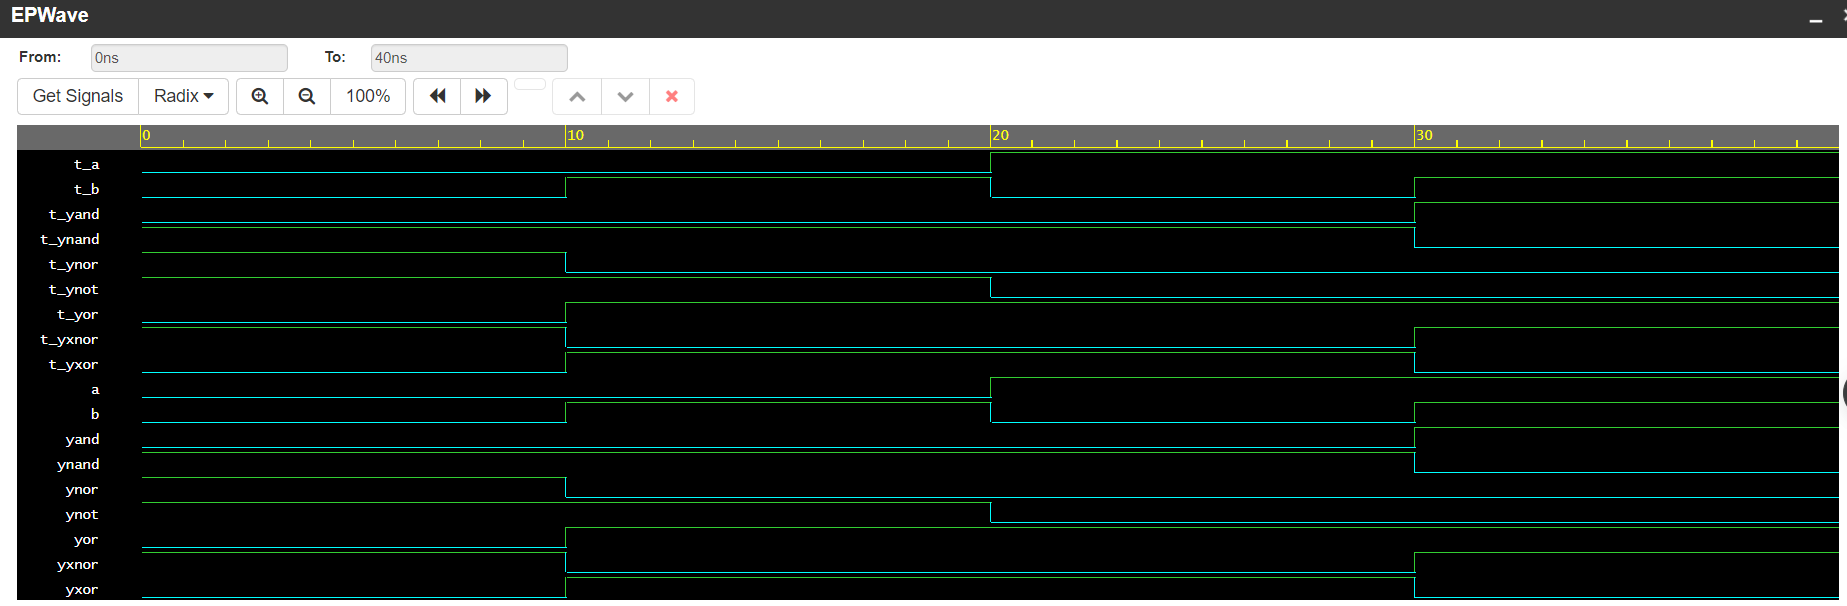 EPWave
From: 0ns To: 40ns
Get Signals Radix 100%
0 10 20 30
t_a
t_b
t_yand
t_ynand
t_ynor
t_ynot
t_yor
t_yxnor
t_yxor
a
b
yand
ynand
ynor
ynot
yor
yxnor
yxor